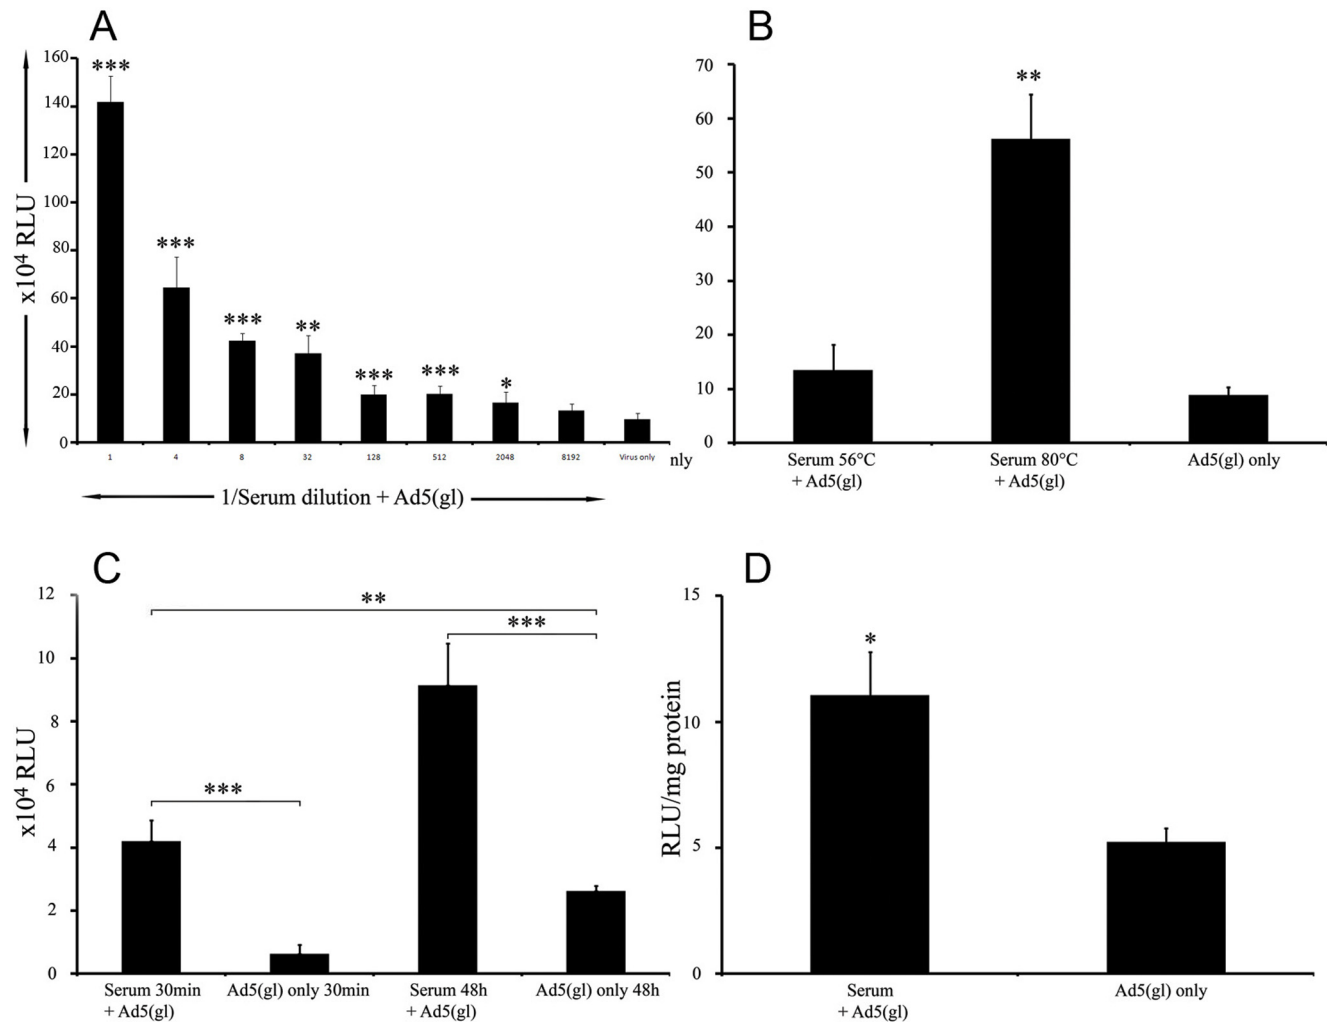 A
160
140
120
100
80
60
40
20
0
x10⁴ RLU
***
***
***
**
***
***
*
1 4 8 32 128 512 2048 8192 Virus only nly
1/Serum dilution + Ad5(gl)
B
70
60
50
40
30
20
10
0
**
Serum 56°C
+ Ad5(gl)
Serum 80°C
+ Ad5(gl)
Ad5(gl) only
C
12
10
8
6
4
2
0
x10⁴ RLU
**
***
***
Serum 30min
+ Ad5(gl)
Ad5(gl) only 30min
Serum 48h
+ Ad5(gl)
Ad5(gl) only 48h
D
15
10
5
0
RLU/mg protein
*
Serum
+ Ad5(gl)
Ad5(gl) only